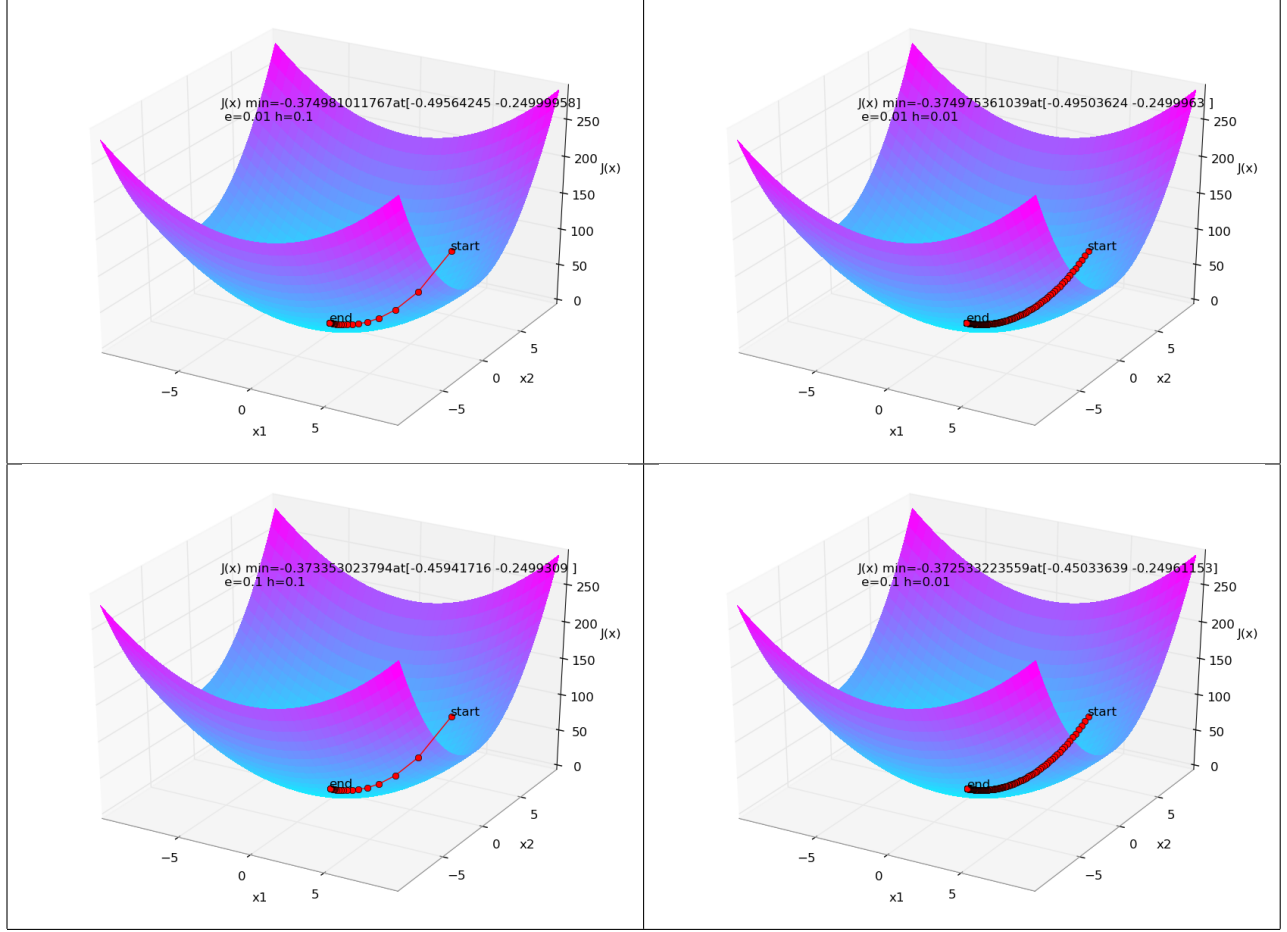 J(x) min=-0.374981011767at[-0.49564245 -0.24999958]
e=0.01 h=0.1
250
200
J(x)
150
100
50
0
start
end
5
0 x2
−5
−5
0
5
x1
J(x) min=-0.374975361039at[-0.49503624 -0.2499963 ]
e=0.01 h=0.01
250
200
J(x)
150
100
50
0
start
end
5
0 x2
−5
−5
0
5
x1
J(x) min=-0.373353023794at[-0.45941716 -0.2499309 ]
e=0.1 h=0.1
250
200
J(x)
150
100
50
0
start
end
5
0 x2
−5
−5
0
5
x1
J(x) min=-0.372533223559at[-0.45033639 -0.24961153]
e=0.1 h=0.01
250
200
J(x)
150
100
50
0
start
end
5
0 x2
−5
−5
0
5
x1